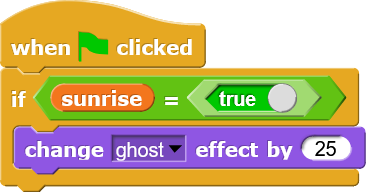 when clicked
if sunrise = true
change ghost effect by 25